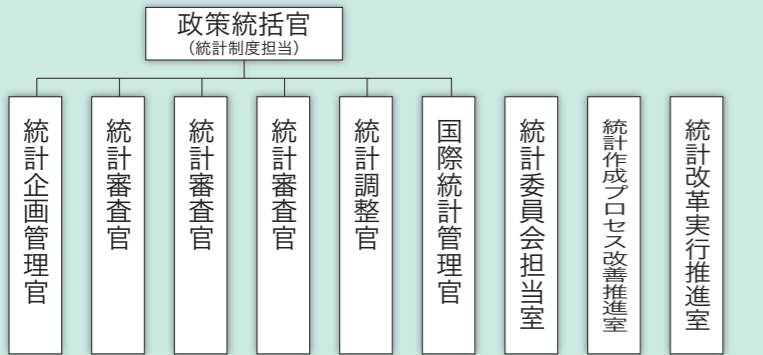 政策統括官
（統計制度担当）
統計企画管理官
統計審査官
統計審査官
統計審査官
統計調整官
国際統計管理官
統計委員会担当室
統計作成プロセス改善推進室
統計改革実行推進室